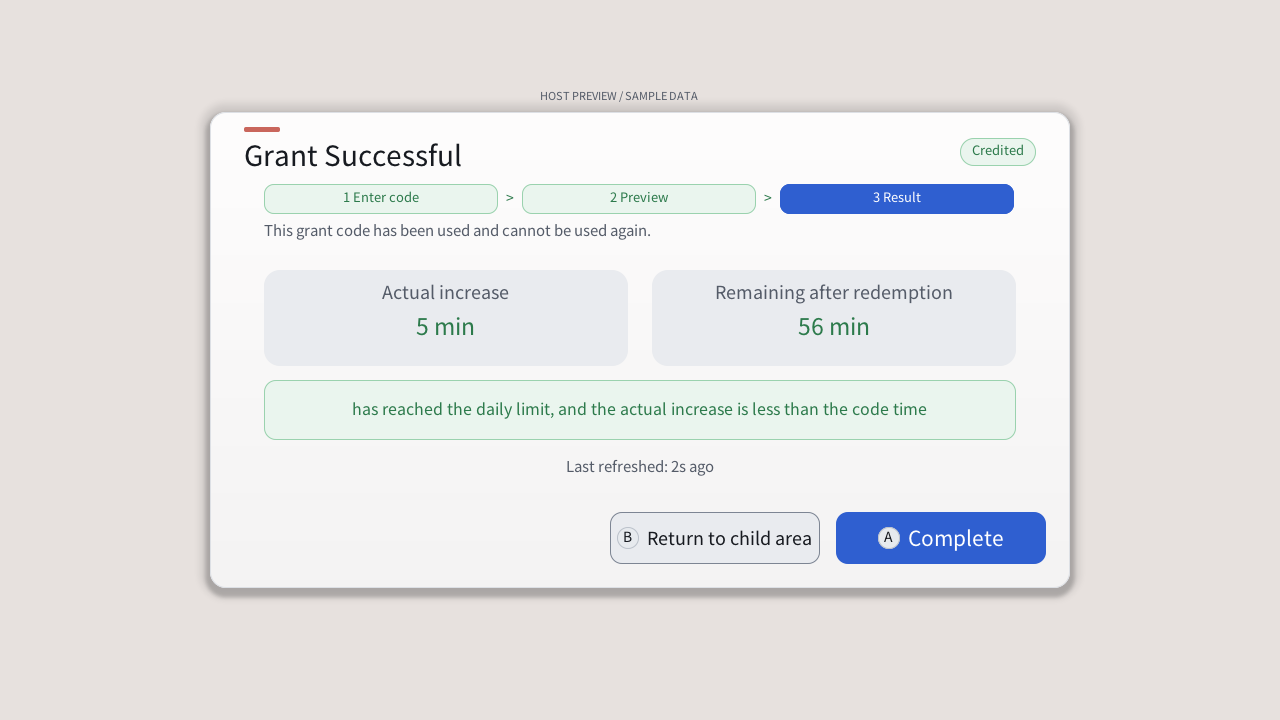 HOST PREVIEW / SAMPLE DATA
Grant Successful
Credited
1 Enter code > 2 Preview > 3 Result
This grant code has been used and cannot be used again.
Actual increase
5 min
Remaining after redemption
56 min
has reached the daily limit, and the actual increase is less than the code time
Last refreshed: 2s ago
B Return to child area
A Complete